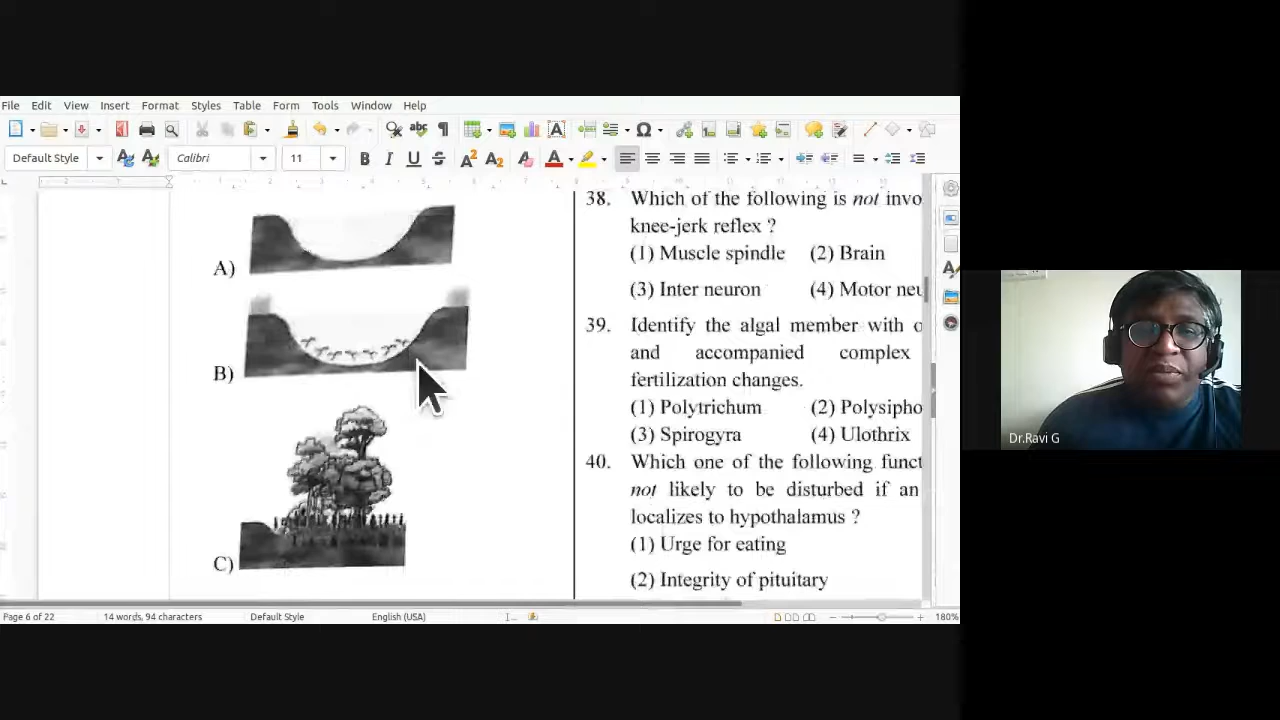 File Edit View Insert Format Styles Table Form Tools Window Help
Default Style Calibri 11
A)
B)
C)
38. Which of the following is not invo
knee-jerk reflex ?
(1) Muscle spindle (2) Brain
(3) Inter neuron (4) Motor neu
39. Identify the algal member with o
and accompanied complex
fertilization changes.
(1) Polytrichum (2) Polysipho
(3) Spirogyra (4) Ulothrix
40. Which one of the following funct
not likely to be disturbed if an
localizes to hypothalamus ?
(1) Urge for eating
(2) Integrity of pituitary
Dr.Ravi G
Page 6 of 22 14 words, 94 characters Default Style English (USA) 180%